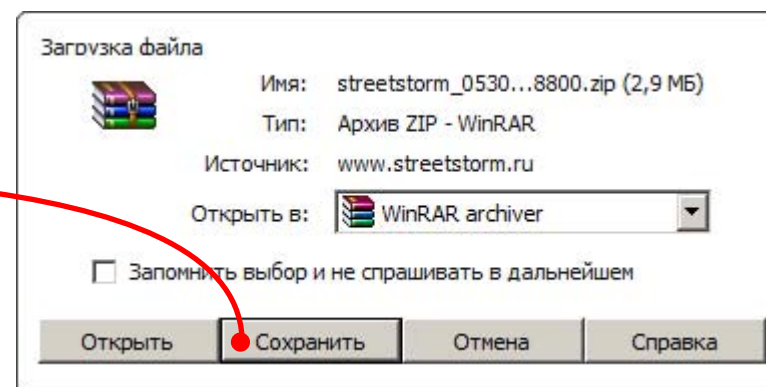 Загрузка файла
Имя: streetstorm_0530...8800.zip (2,9 МБ)
Тип: Архив ZIP - WinRAR
Источник: www.streetstorm.ru
Открыть в: WinRAR archiver
Запомнить выбор и не спрашивать в дальнейшем
Открыть Сохранить Отмена Справка